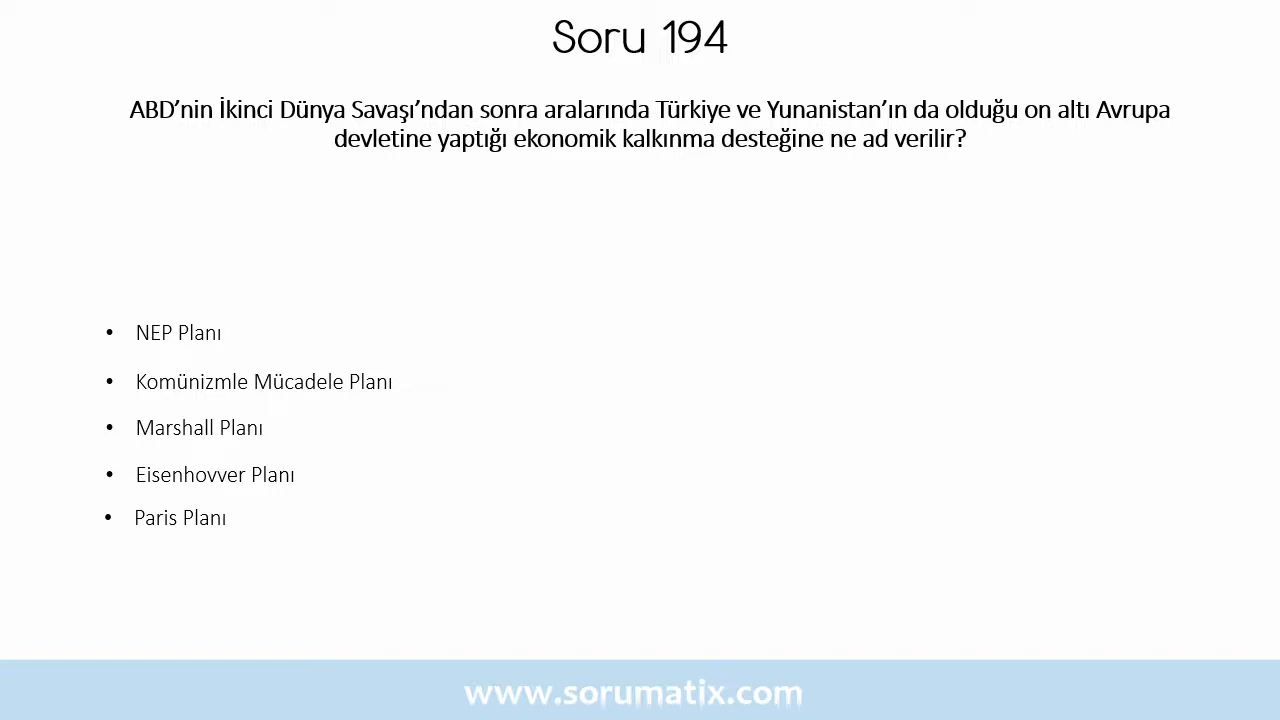 Soru 194
ABD’nin İkinci Dünya Savaşı’ndan sonra aralarında Türkiye ve Yunanistan’ın da olduğu on altı Avrupa
devletine yaptığı ekonomik kalkınma desteğine ne ad verilir?
• NEP Planı
• Komünizmle Mücadele Planı
• Marshall Planı
• Eisenhovver Planı
• Paris Planı
www.sorumatix.com